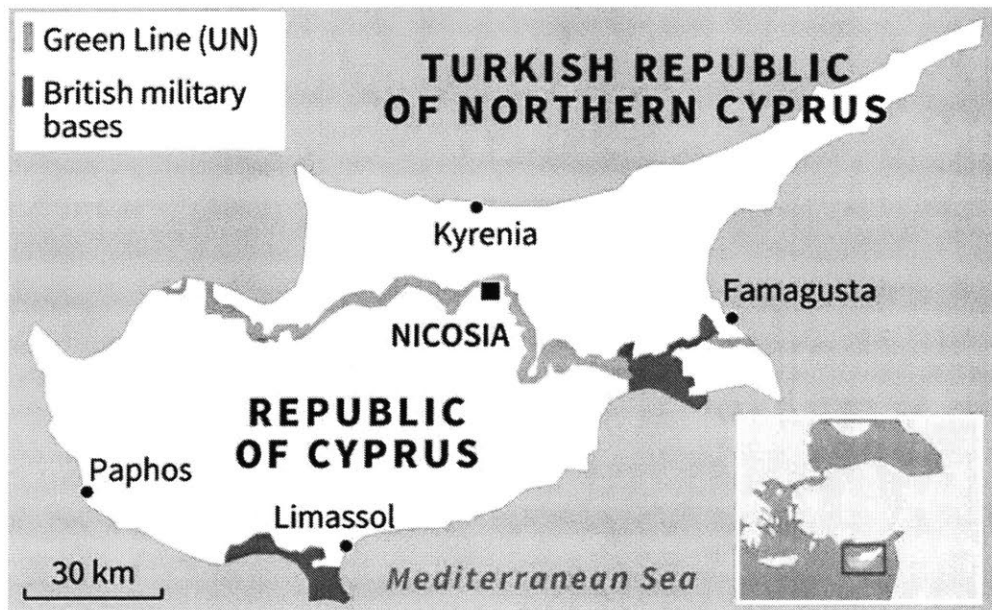 Green Line (UN)
British military
bases
TURKISH REPUBLIC
OF NORTHERN CYPRUS
Kyrenia
Famagusta
NICOSIA
REPUBLIC
OF CYPRUS
Paphos
Limassol
30 km
Mediterranean Sea